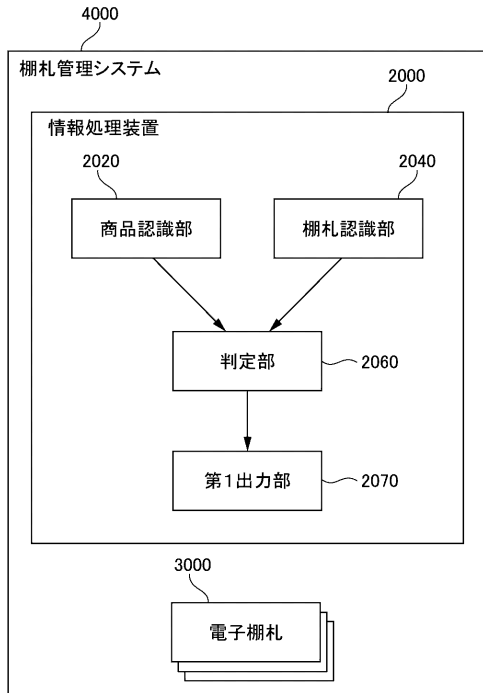 4000
棚札管理システム
2000
情報処理装置
2020
2040
商品認識部
棚札認識部
判定部
2060
第1出力部
2070
3000
電子棚札